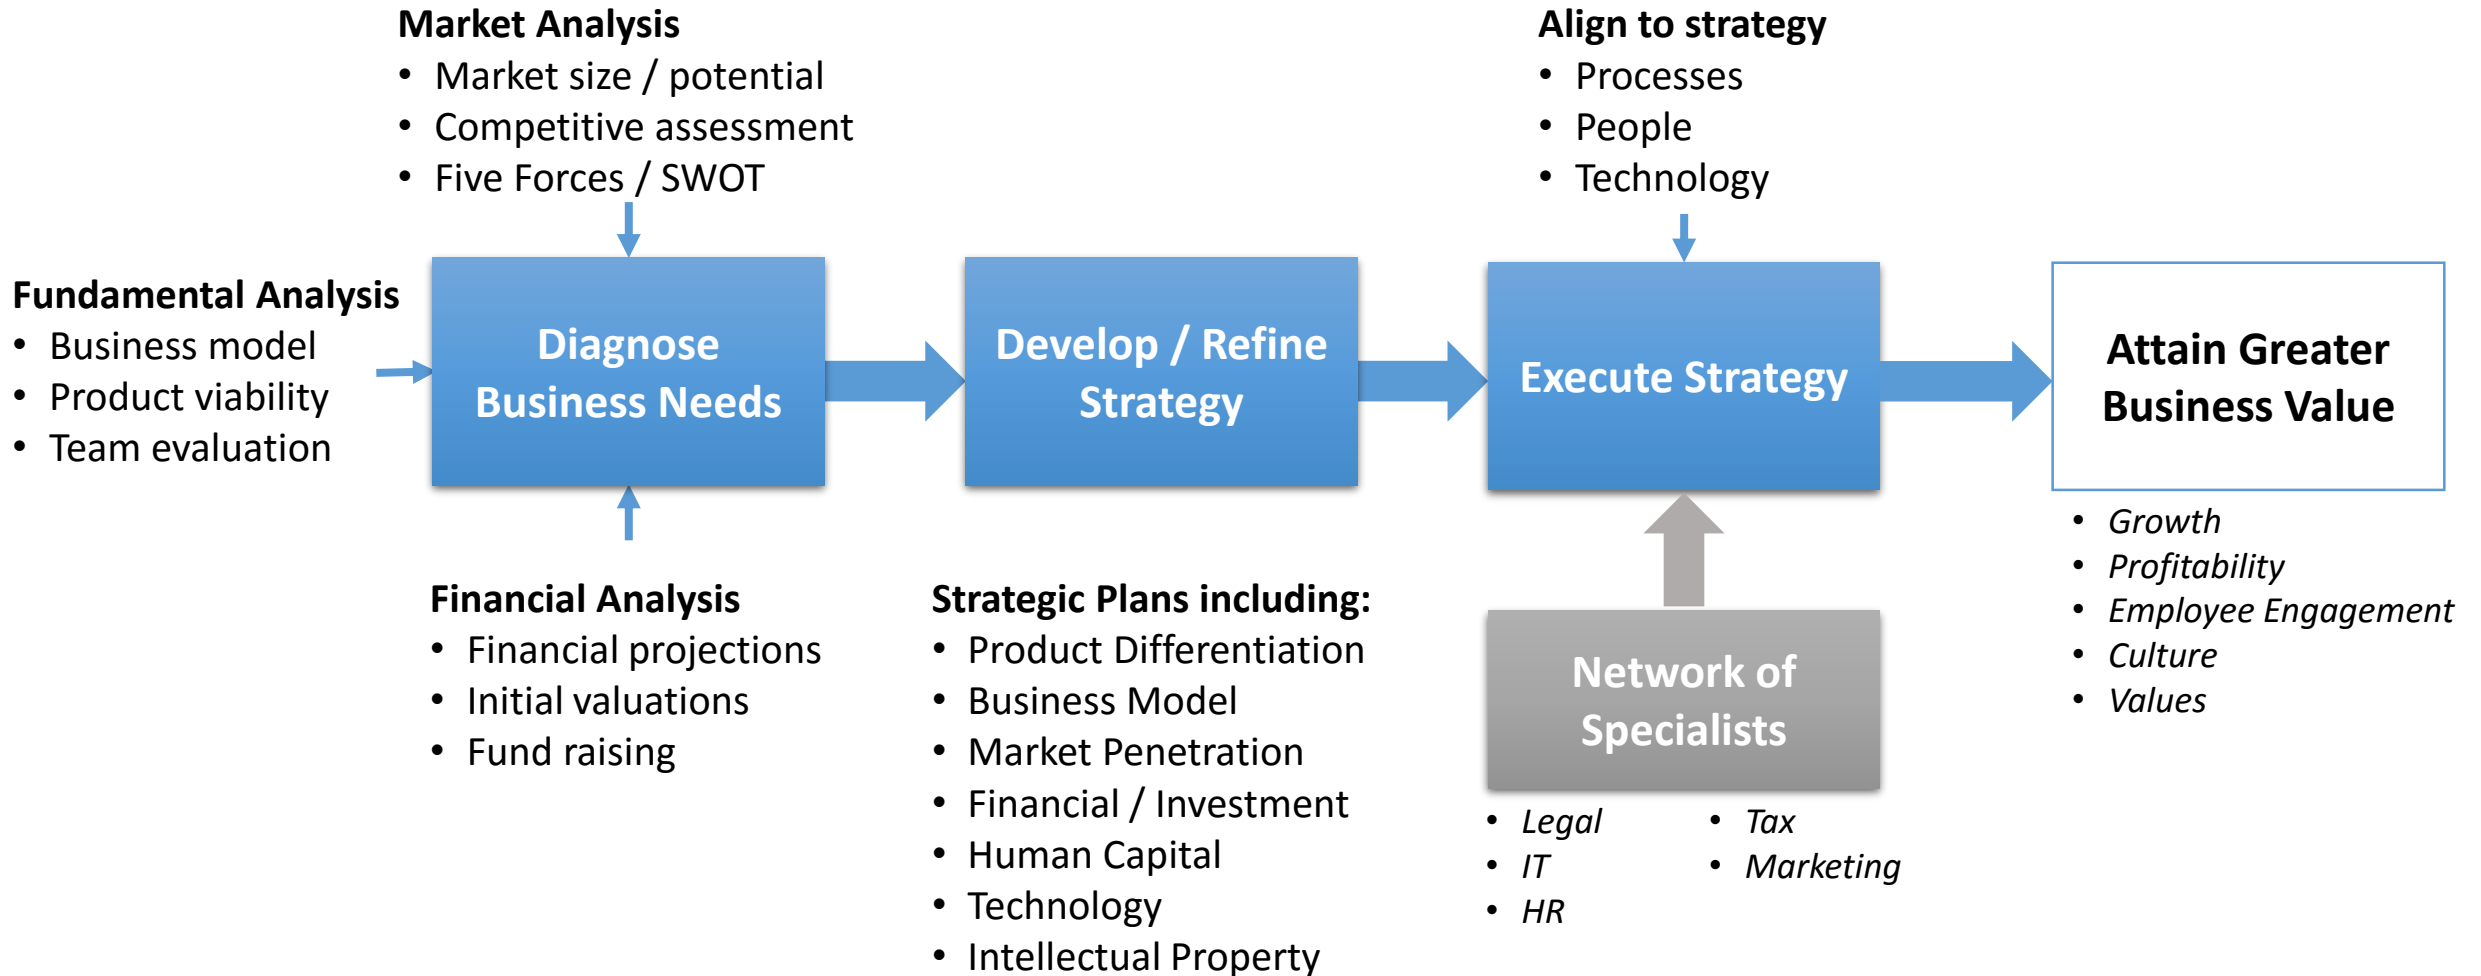 Market Analysis
• Market size / potential
• Competitive assessment
• Five Forces / SWOT
Align to strategy
• Processes
• People
• Technology
Fundamental Analysis
• Business model
• Product viability
• Team evaluation
Diagnose
Business Needs
Develop / Refine
Strategy
Execute Strategy
Attain Greater
Business Value
Financial Analysis
• Financial projections
• Initial valuations
• Fund raising
Strategic Plans including:
• Product Differentiation
• Business Model
• Market Penetration
• Financial / Investment
• Human Capital
• Technology
• Intellectual Property
Network of
Specialists
• Legal
• IT
• HR
• Tax
• Marketing
• Growth
• Profitability
• Employee Engagement
• Culture
• Values